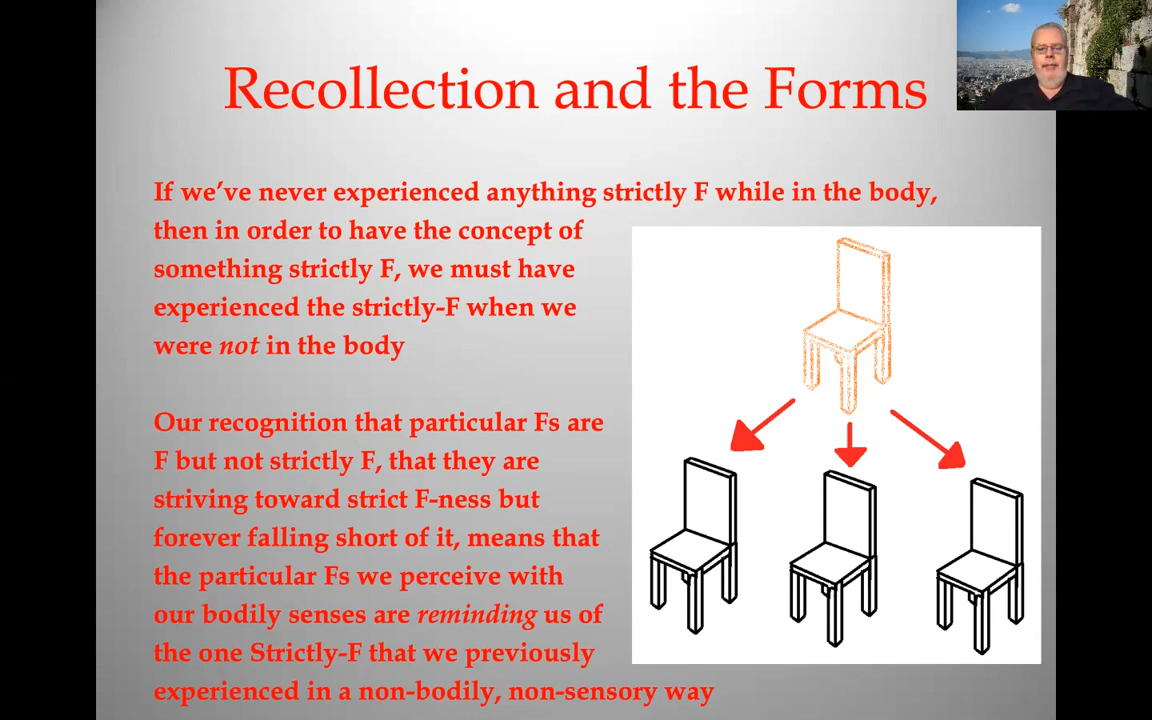 Recollection and the Forms
If we've never experienced anything strictly F while in the body,
then in order to have the concept of
something strictly F, we must have
experienced the strictly-F when we
were not in the body
Our recognition that particular Fs are
F but not strictly F, that they are
striving toward strict F-ness but
forever falling short of it, means that
the particular Fs we perceive with
our bodily senses are reminding us of
the one Strictly-F that we previously
experienced in a non-bodily, non-sensory way